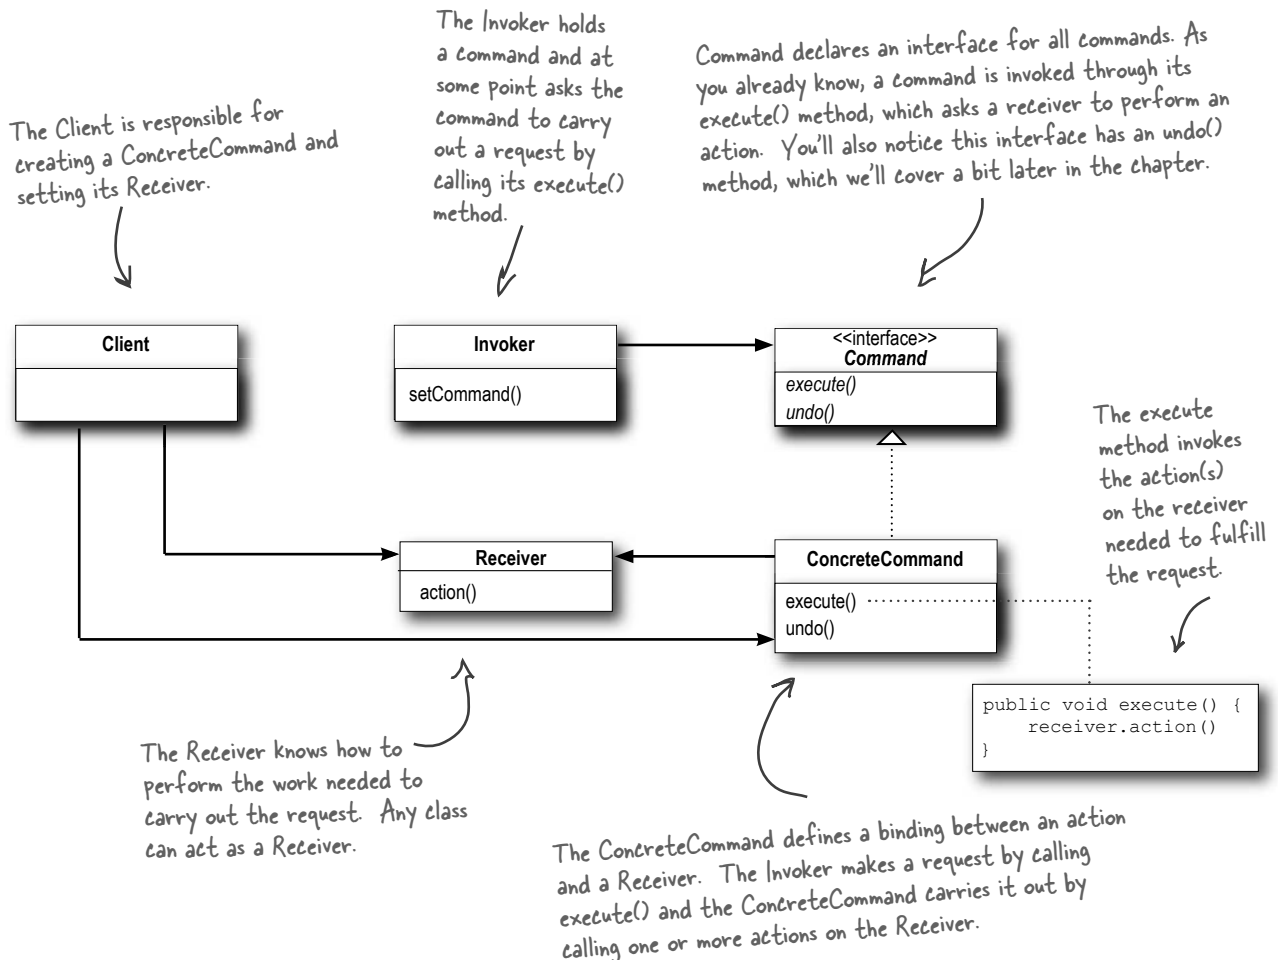 The Client is responsible for
creating a ConcreteCommand and
setting its Receiver.
The Invoker holds
a command and at
some point asks the
command to carry
out a request by
calling its execute()
method.
Command declares an interface for all commands. As
you already know, a command is invoked through its
execute() method, which asks a receiver to perform an
action. You'll also notice this interface has an undo()
method, which we'll cover a bit later in the chapter.
Client
Invoker
setCommand()
<<interface>>
Command
execute()
undo()
The execute
method invokes
the action(s)
on the receiver
needed to fulfill
the request.
Receiver
action()
ConcreteCommand
execute()
undo()
public void execute() {
    receiver.action()
}
The Receiver knows how to
perform the work needed to
carry out the request. Any class
can act as a Receiver.
The ConcreteCommand defines a binding between an action
and a Receiver. The Invoker makes a request by calling
execute() and the ConcreteCommand carries it out by
calling one or more actions on the Receiver.